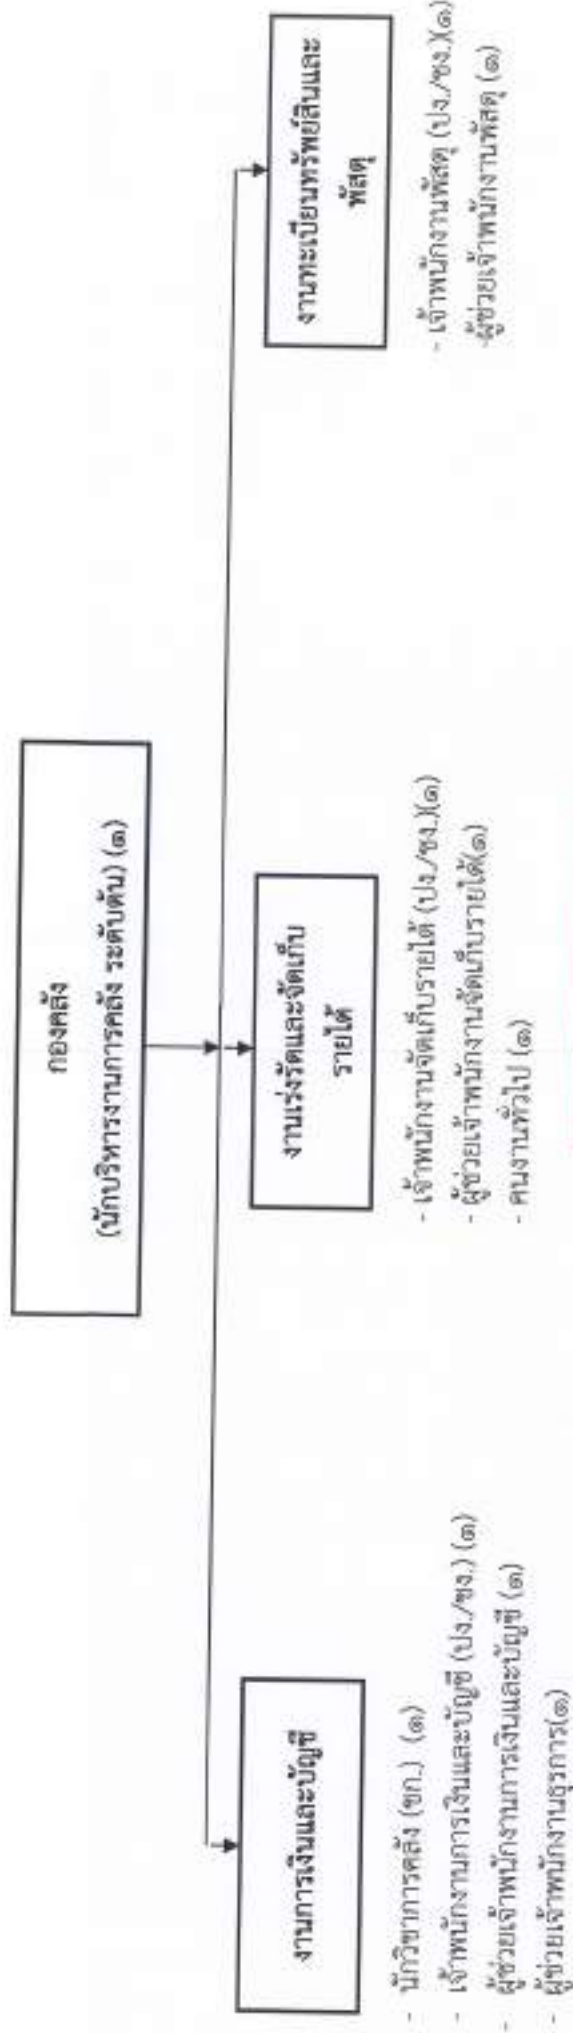 กองคลัง
(นักบริหารงานการคลัง ระดับต้น) (๑)
งานการเงินและบัญชี
- นักวิชาการคลัง (ชก.) (๑)
- เจ้าพนักงานการเงินและบัญชี (ปง./ชง.) (๑)
- ผู้ช่วยเจ้าพนักงานการเงินและบัญชี (๑)
- ผู้ช่วยเจ้าพนักงานธุรการ(๑)
งานเร่งรัดและจัดเก็บ
รายได้
- เจ้าพนักงานจัดเก็บรายได้ (ปง./ชง.)(๑)
- ผู้ช่วยเจ้าพนักงานจัดเก็บรายได้(๑)
- คนงานทั่วไป (๑)
งานทะเบียนทรัพย์สินและ
พัสดุ
- เจ้าพนักงานพัสดุ (ปง./ชง.)(๑)
-ผู้ช่วยเจ้าพนักงานพัสดุ (๑)